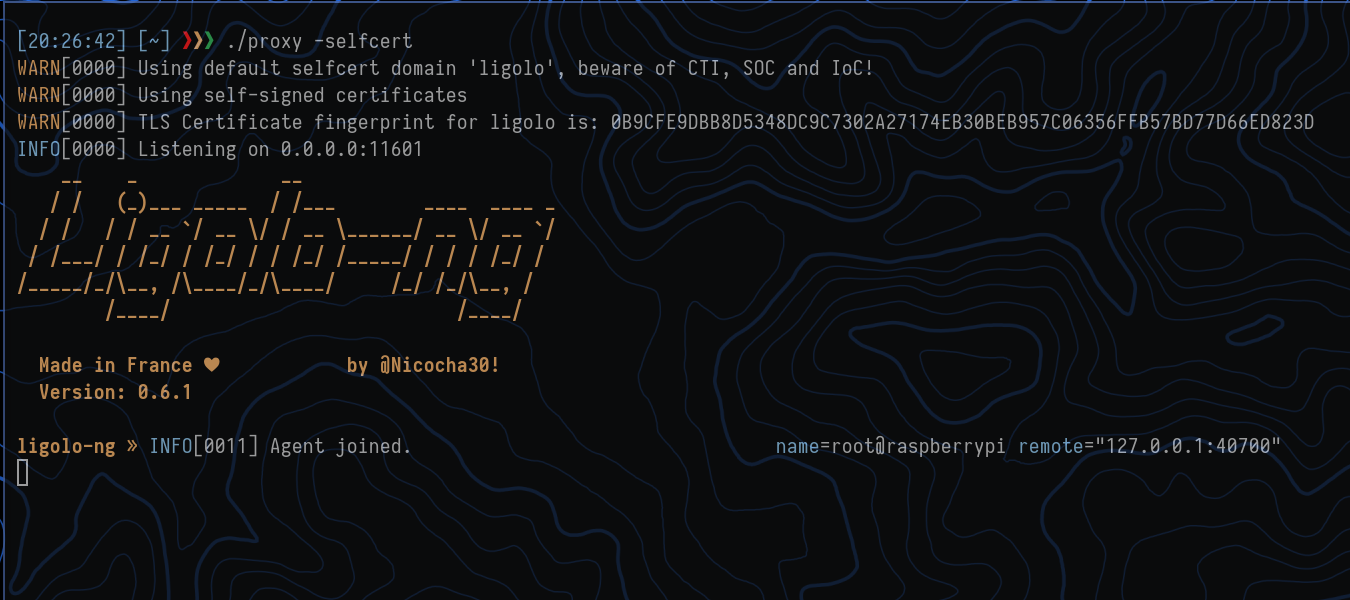 [20:26:42] [~] ❯❯❯ ./proxy -selfcert
WARN[0000] Using default selfcert domain 'ligolo', beware of CTI, SOC and IoC!
WARN[0000] Using self-signed certificates
WARN[0000] TLS Certificate fingerprint for ligolo is: 0B9CFE9DBB8D5348DC9C7302A27174EB30BEB957C06356FFB57BD77D66ED823D
INFO[0000] Listening on 0.0.0.0:11601
    __    _             __
   / /   (_)___ _____  / /___        ____  ____ _
  / /   / / __ `/ __ \/ / __ \______/ __ \/ __ `/
 / /___/ / /_/ / /_/ / / /_/ /_____/ / / / /_/ /
/_____/_/\__, /\____/_/\____/     /_/ /_/\__, /
        /____/                          /____/
Made in France ♥            by @Nicocha30!
Version: 0.6.1
ligolo-ng » INFO[0011] Agent joined.                                 name=root@raspberrypi remote="127.0.0.1:40700"